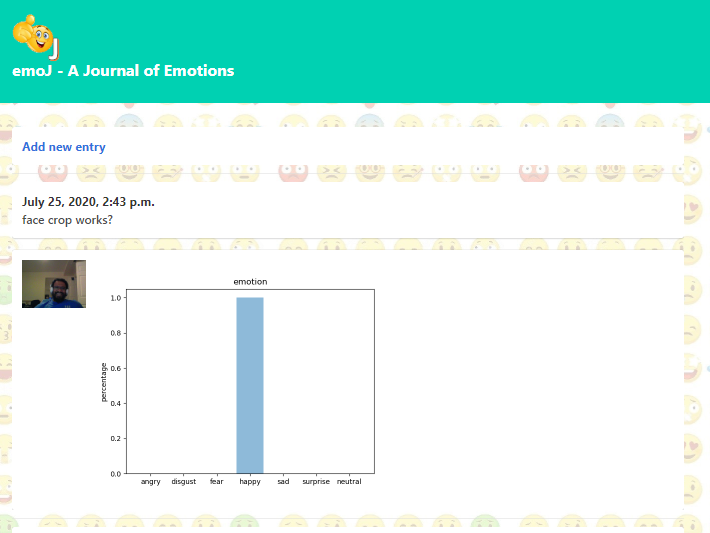 J
emoJ - A Journal of Emotions
Add new entry
July 25, 2020, 2:43 p.m.
face crop works?
emotion
percentage
1.0
0.8
0.6
0.4
0.2
0.0
angry disgust fear happy sad surprise neutral